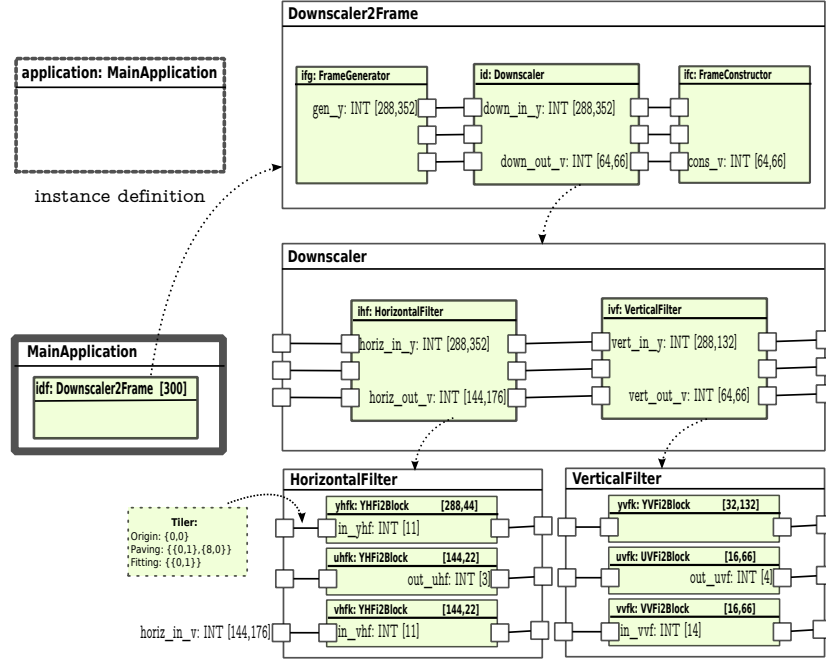 Downscaler2Frame
application: MainApplication
ifg: FrameGenerator
id: Downscaler
ifc: FrameConstructor
gen_y: INT [288,352]
down_in_y: INT [288,352]
down_out_v: INT [64,66]
cons_v: INT [64,66]
instance definition
Downscaler
ihf: HorizontalFilter
ivf: VerticalFilter
horiz_in_y: INT [288,352]
vert_in_y: INT [288,132]
horiz_out_v: INT [144,176]
vert_out_v: INT [64,66]
MainApplication
idf: Downscaler2Frame [300]
HorizontalFilter
yhfk: YHFi2Block [288,44]
in_yhf: INT [11]
uhfk: YHFi2Block [144,22]
out_uhf: INT [3]
vhfk: YHFi2Block [144,22]
in_vhf: INT [11]
horiz_in_v: INT [144,176]
Tiler:
Origin: {0,0}
Paving: {{0,1},{8,0}}
Fitting: {{0,1}}
VerticalFilter
yvfk: YVFi2Block [32,132]
uvfk: UVFi2Block [16,66]
out_uvf: INT [4]
vvfk: VVFi2Block [16,66]
in_vvf: INT [14]